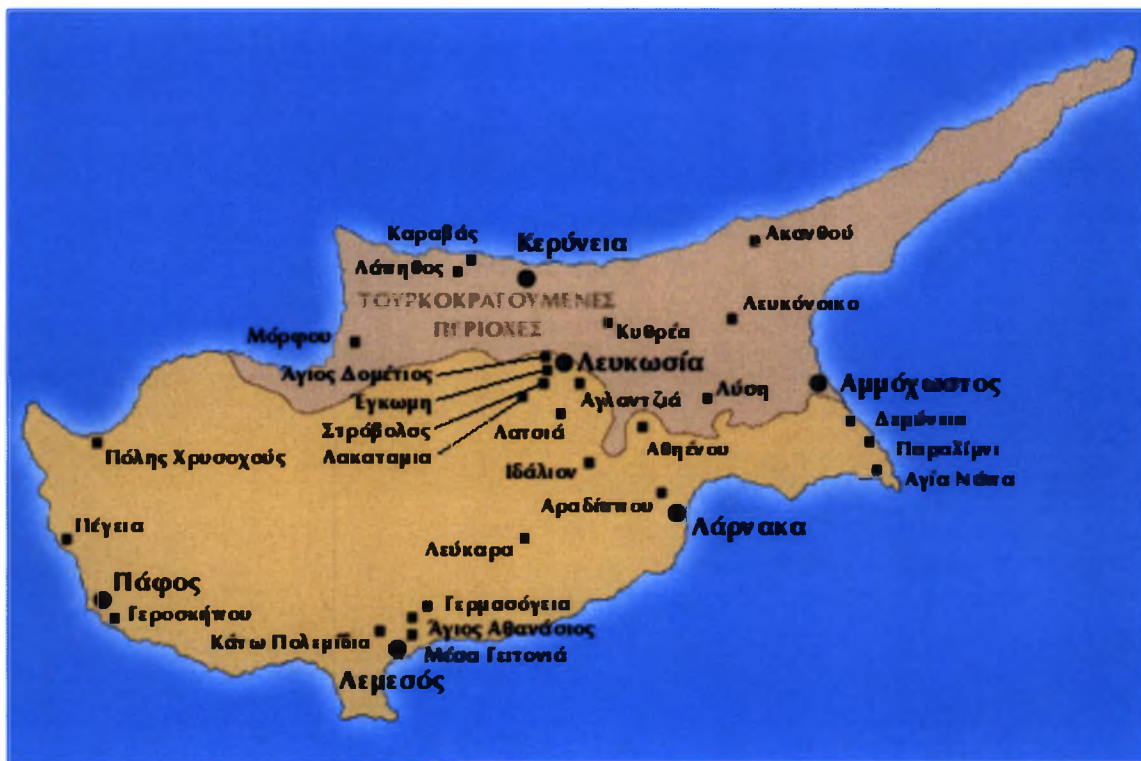 Ακανθού
Καραβάς
Κερύνεια
Λάπηθος
ΤΟΥΡΚΟΚΡΑΤΟΥΜΕΝΕΣ
ΠΕΡΙΟΧΕΣ
Λευκόνοικο
Κυθρέα
Μόρφου
Λευκωσία
Άγιος Δομέτιος
Αμμόχωστος
Έγκωμη
Αγλαντζιά
Λύση
Στρόβολος
Λατσιά
Δερύνεια
Λακαταμια
Αθηένου
Παραλίμνι
Πόλης Χρυσοχούς
Ιδάλιον
Αγία Νάπα
Αραδίππου
Λάρνακα
Πέγεια
Λεύκαρα
Πάφος
Γεροσκήπου
Γερμασόγεια
Άγιος Αθανάσιος
Κάτω Πολεμίδια
Μέσα Γειτονιά
Λεμεσός